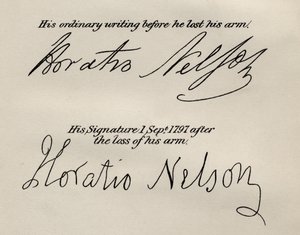 His ordinary writing before he lost his arm.
Horatio Nelson
His Signature 1, Sept. 1797 after
the loss of his arm.
Horatio Nelson